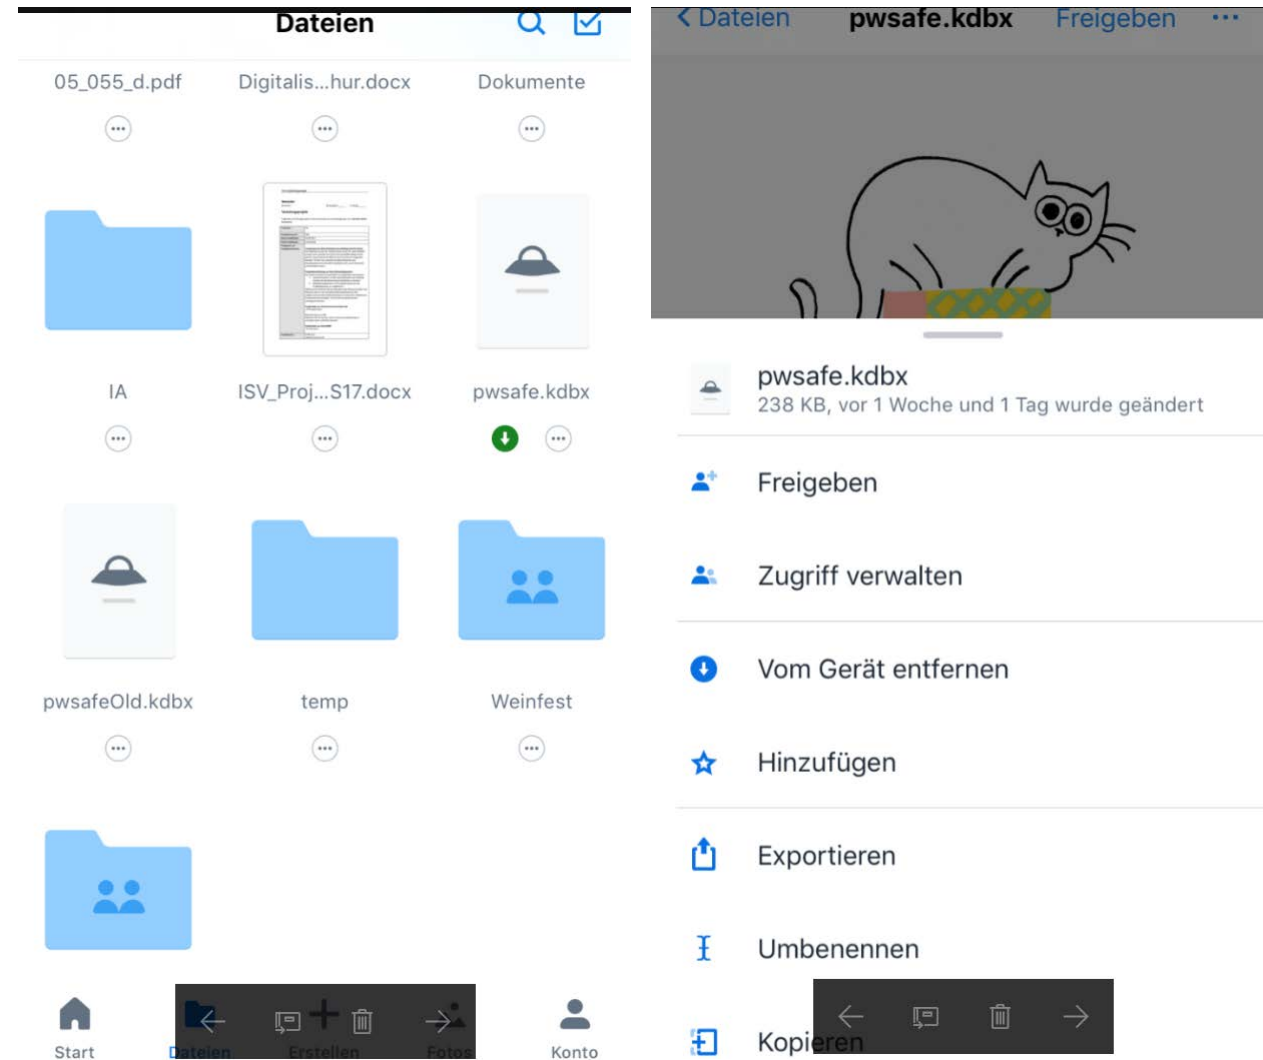 Dateien
05_055_d.pdf
Digitalis...hur.docx
Dokumente
IA
ISV_Proj...S17.docx
pwsafe.kdbx
pwsafeOld.kdbx
temp
Weinfest
Start
Dateien
Erstellen
Fotos
Konto
Dateien
pwsafe.kdbx
Freigeben
pwsafe.kdbx
238 KB, vor 1 Woche und 1 Tag wurde geändert
Freigeben
Zugriff verwalten
Vom Gerät entfernen
Hinzufügen
Exportieren
Umbenennen
Kopieren